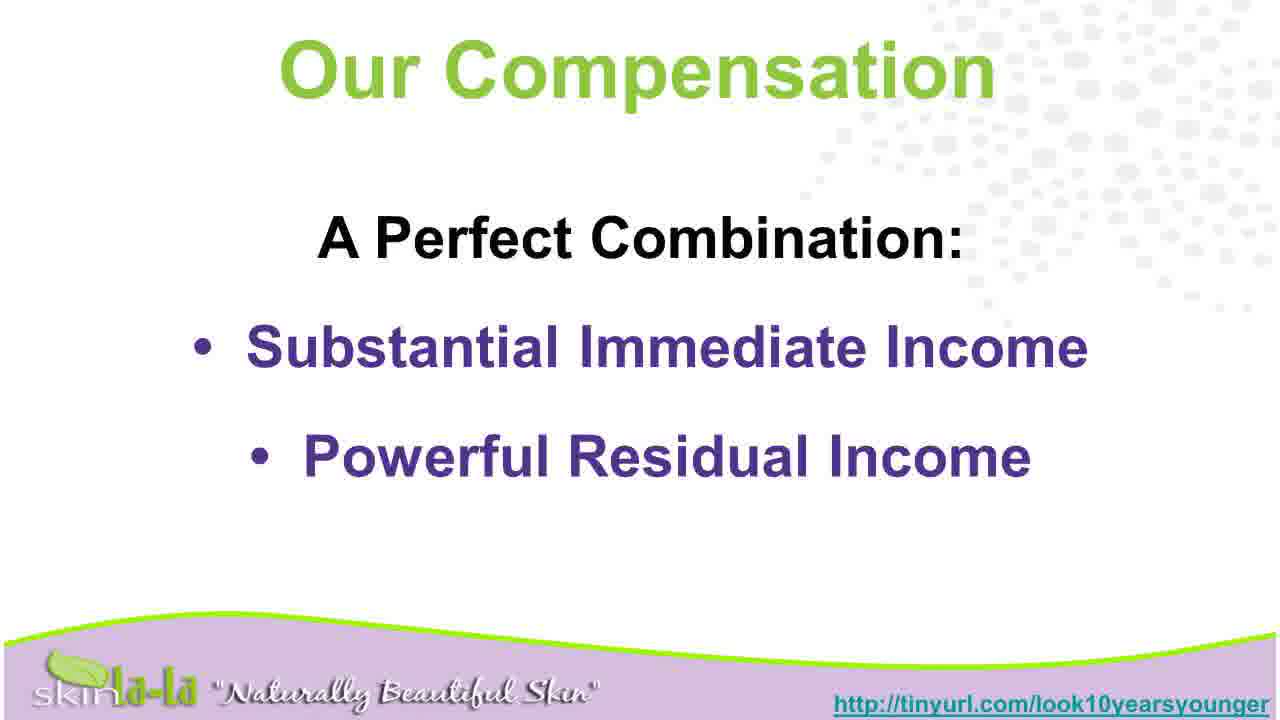 Our Compensation
A Perfect Combination:
• Substantial Immediate Income
• Powerful Residual Income
skin la-la "Naturally Beautiful Skin"
http://tinyurl.com/look10yearsyounger